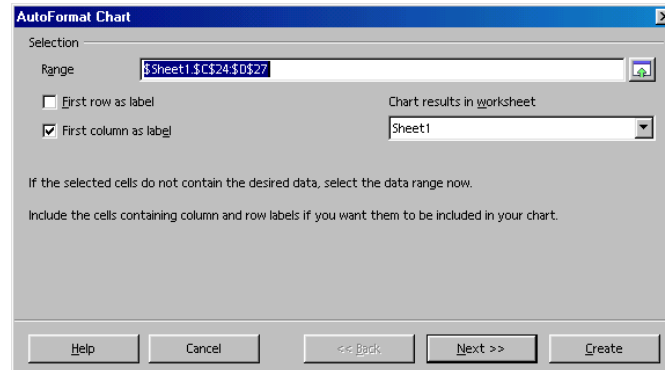 AutoFormat Chart
Selection
Range $Sheet1.$C$24:$D$27
First row as label
Chart results in worksheet
First column as label
Sheet1
If the selected cells do not contain the desired data, select the data range now.
Include the cells containing column and row labels if you want them to be included in your chart.
Help Cancel << Back Next >> Create